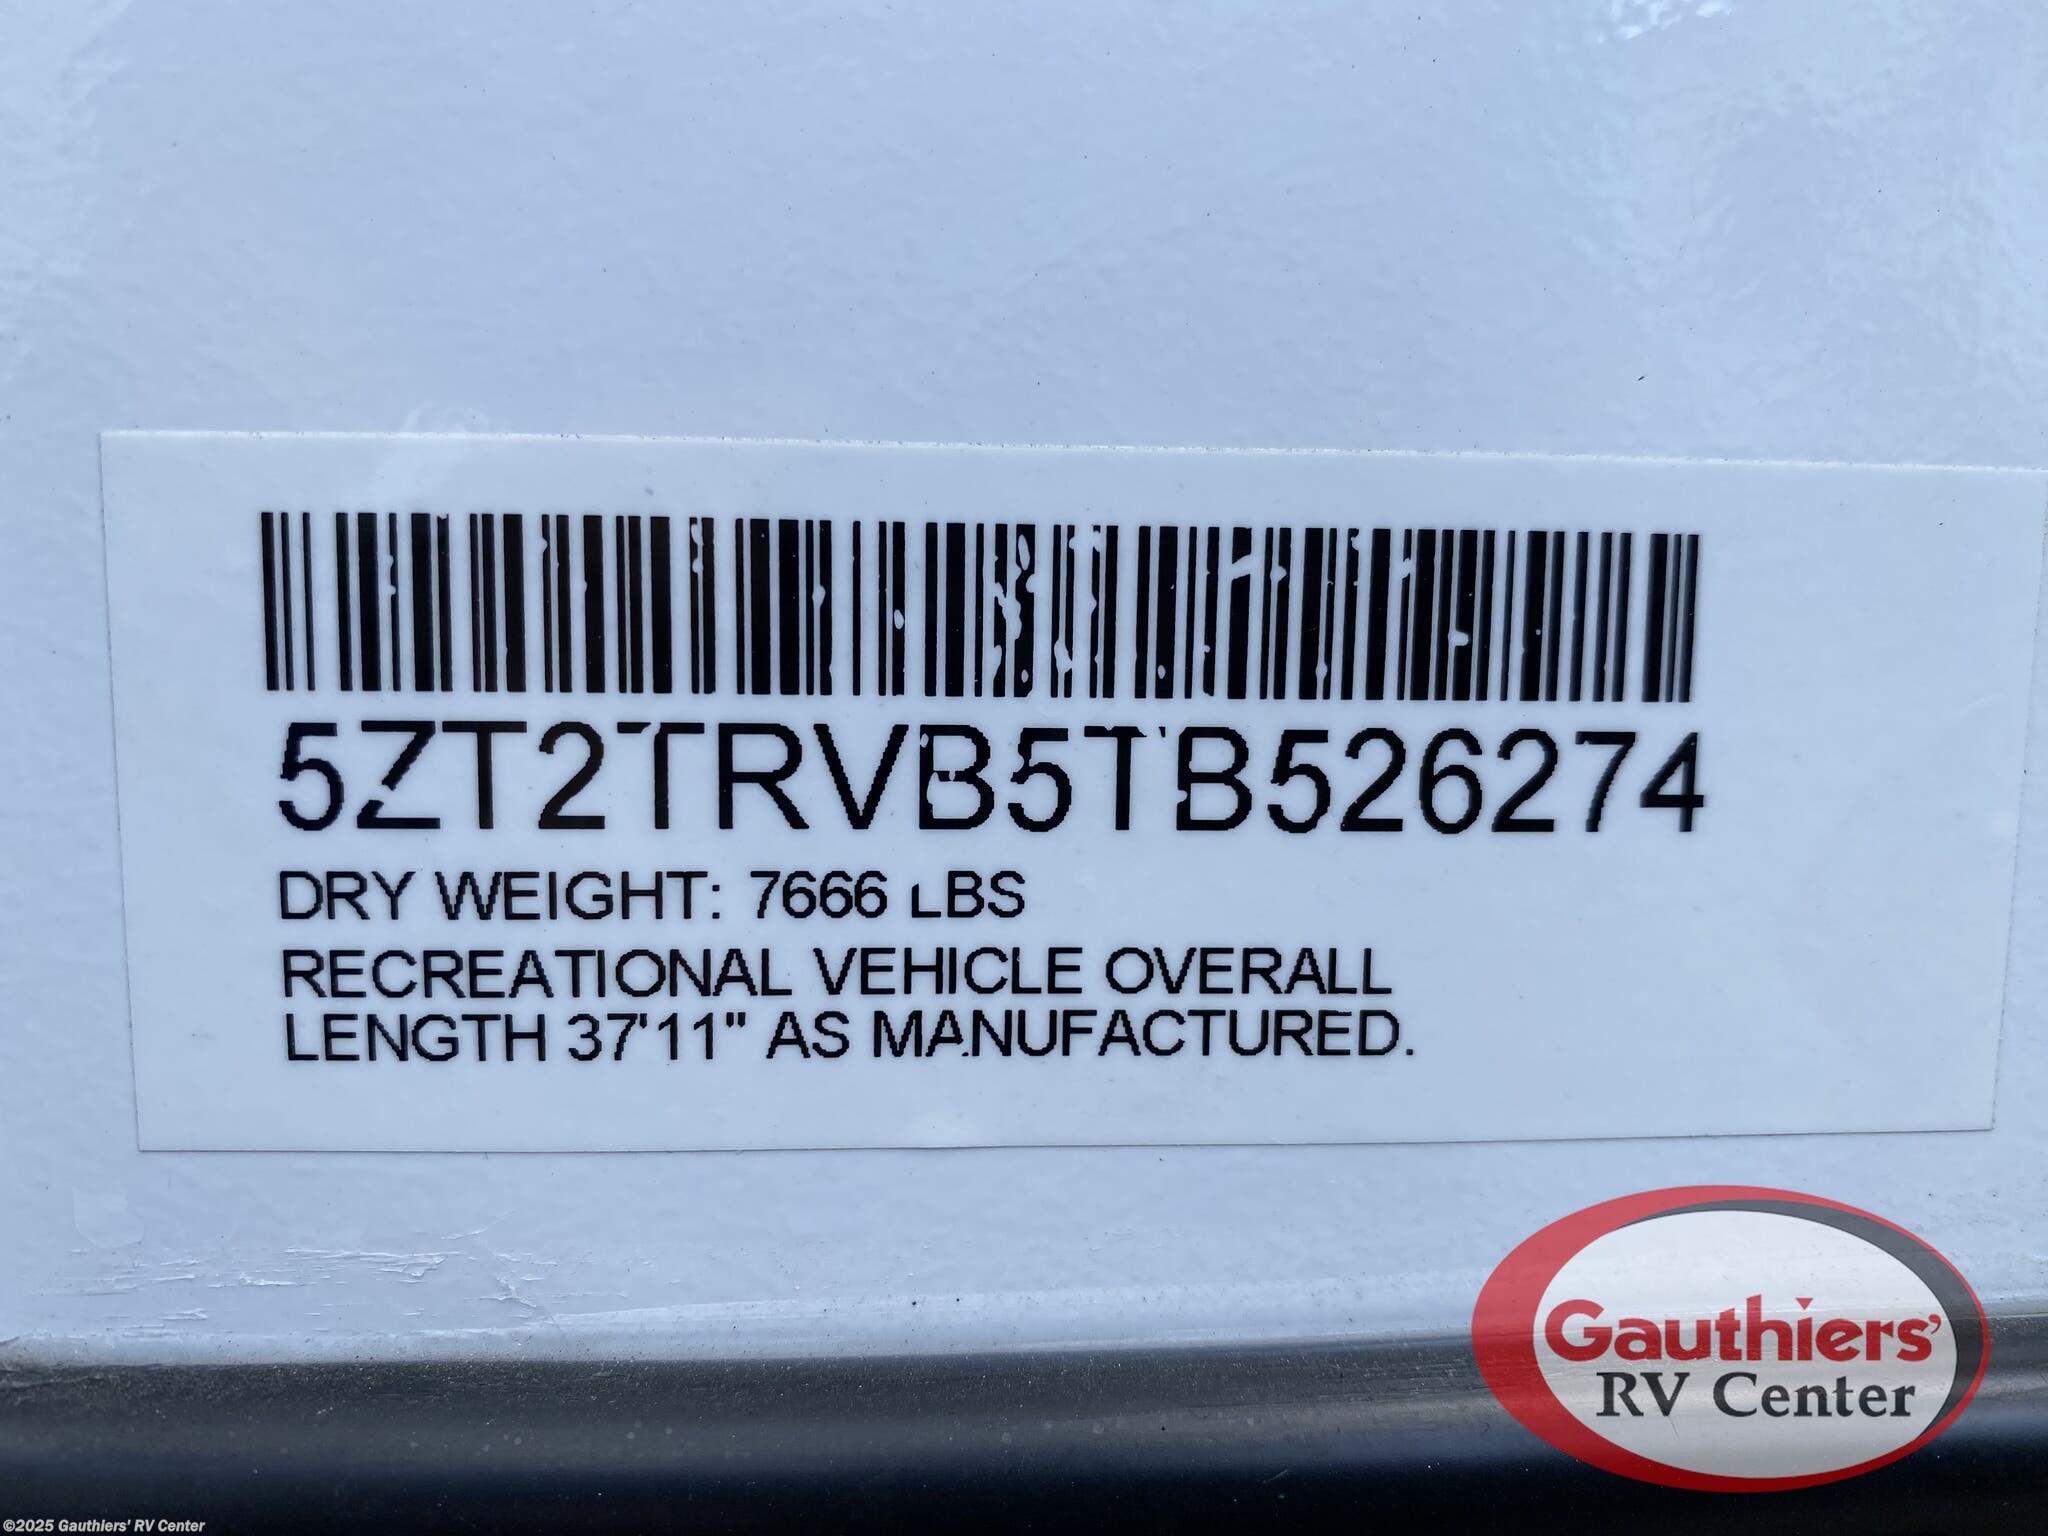 5ZT2TRVB5TB526274
DRY WEIGHT: 7666 LBS
RECREATIONAL VEHICLE OVERALL
LENGTH 37'11" AS MANUFACTURED.
Gauthiers'
RV Center
©2025 Gauthiers' RV Center